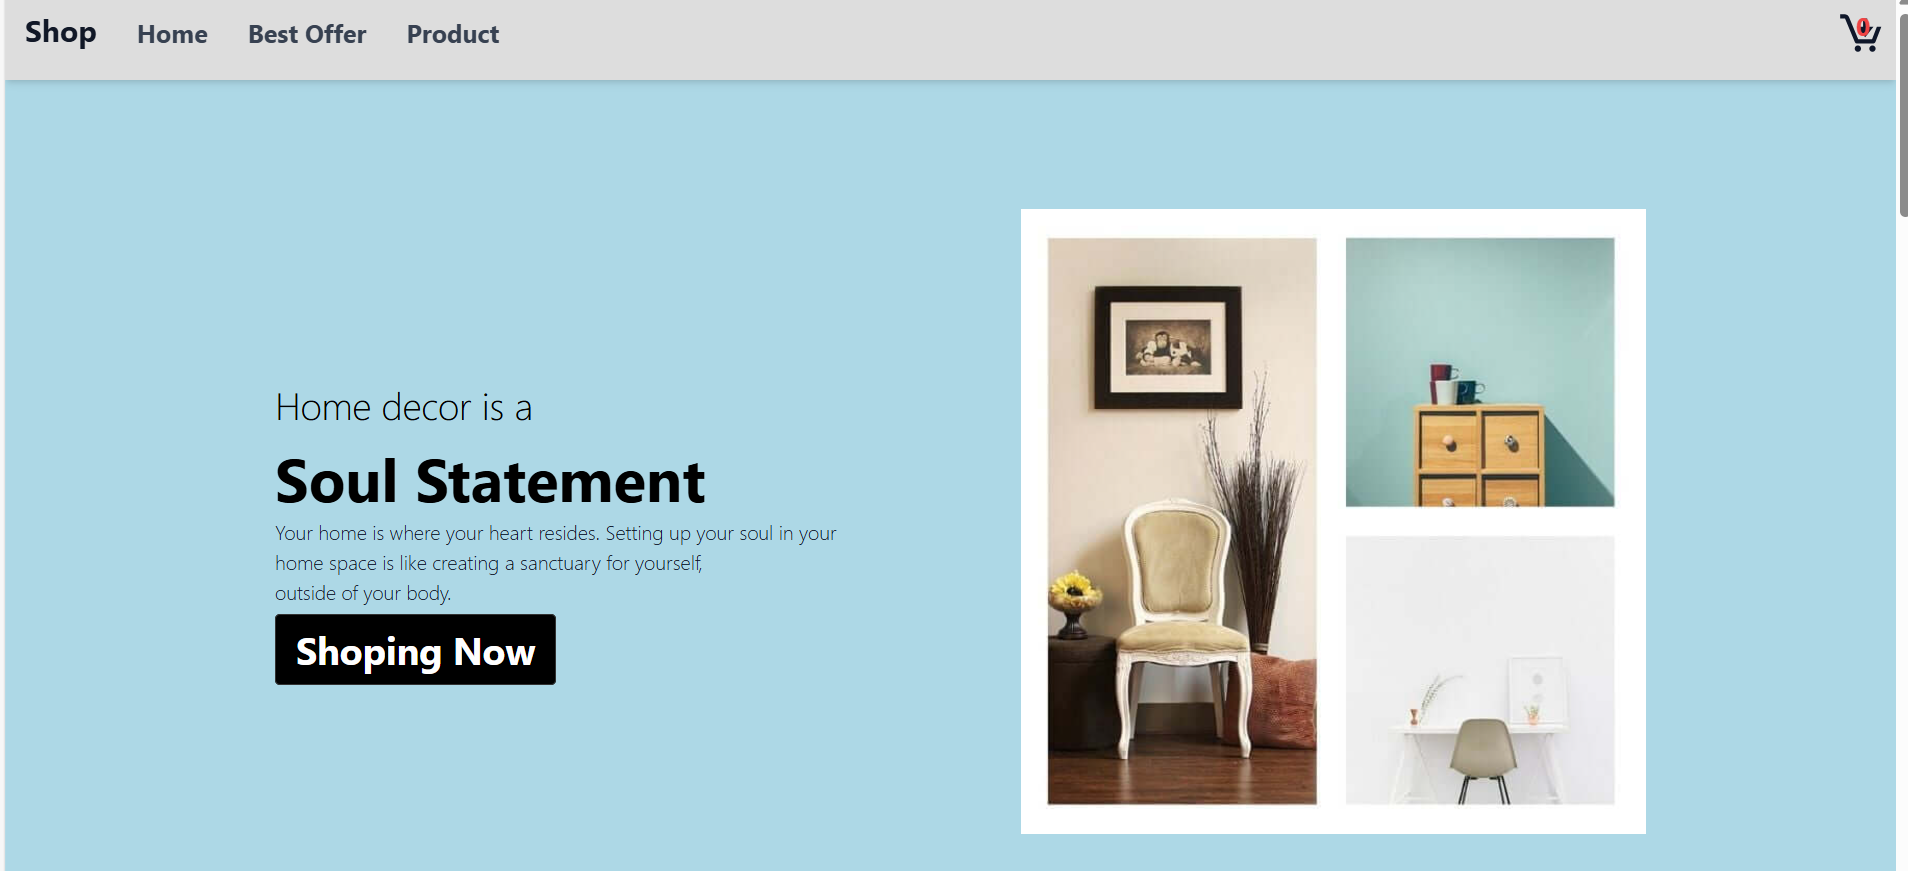 Shop Home Best Offer Product 0
Home decor is a
Soul Statement
Your home is where your heart resides. Setting up your soul in your
home space is like creating a sanctuary for yourself,
outside of your body.
Shoping Now